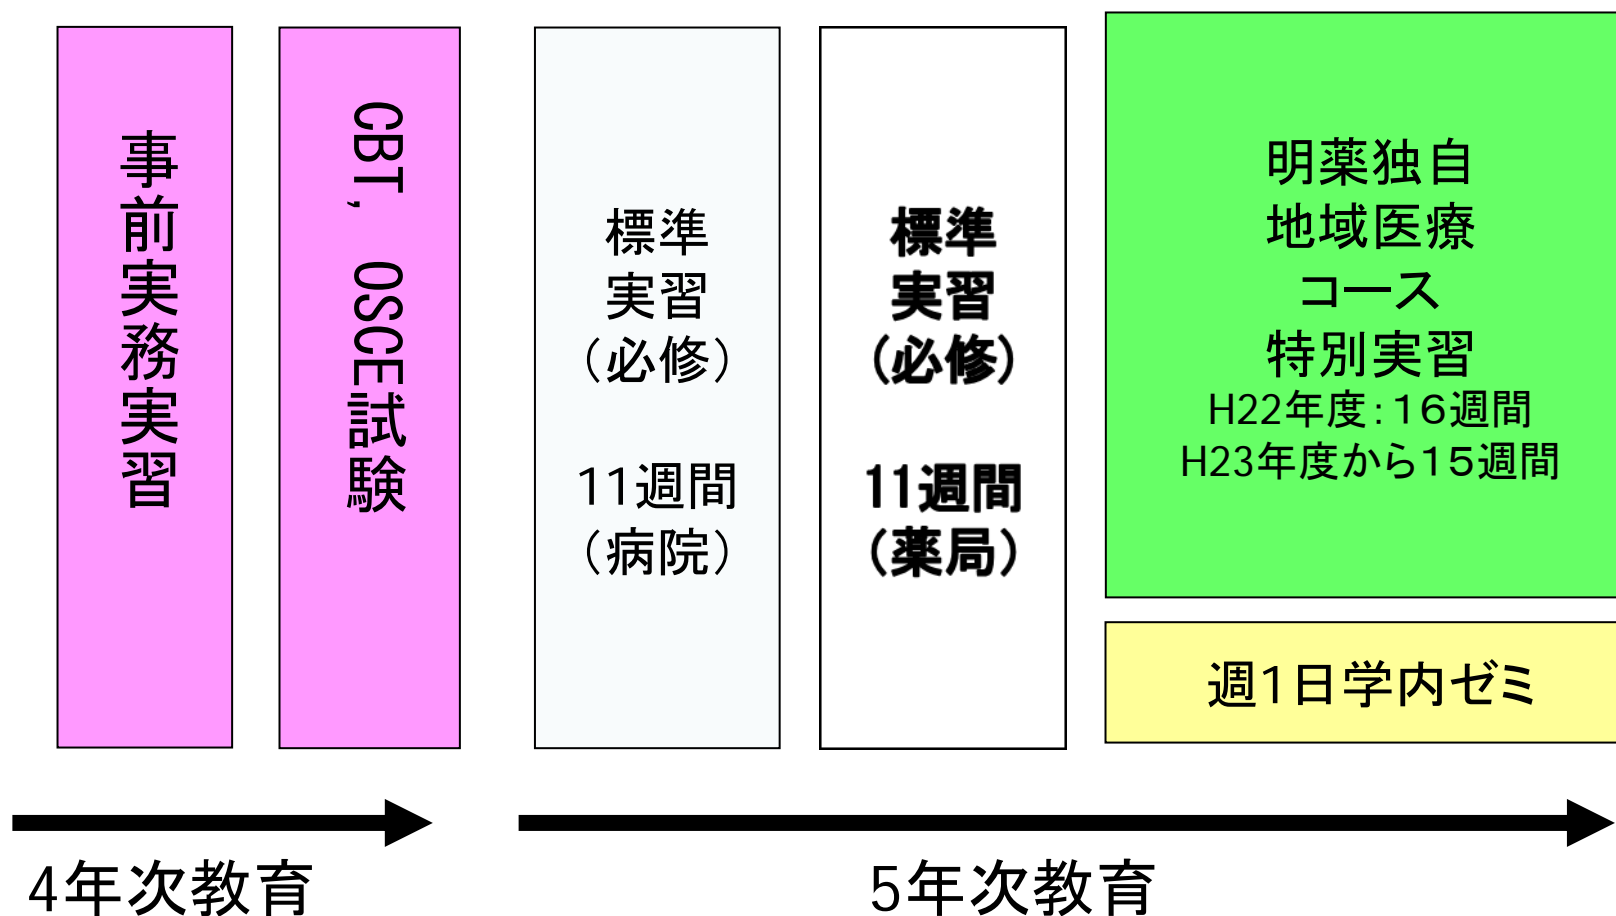 事前実務実習
CBT，OSCE試験
標準
実習
（必修）
11週間
（病院）
標準
実習
（必修）
11週間
（薬局）
明薬独自
地域医療
コース
特別実習
H22年度：１６週間
H23年度から１５週間
週1日学内ゼミ
4年次教育
5年次教育